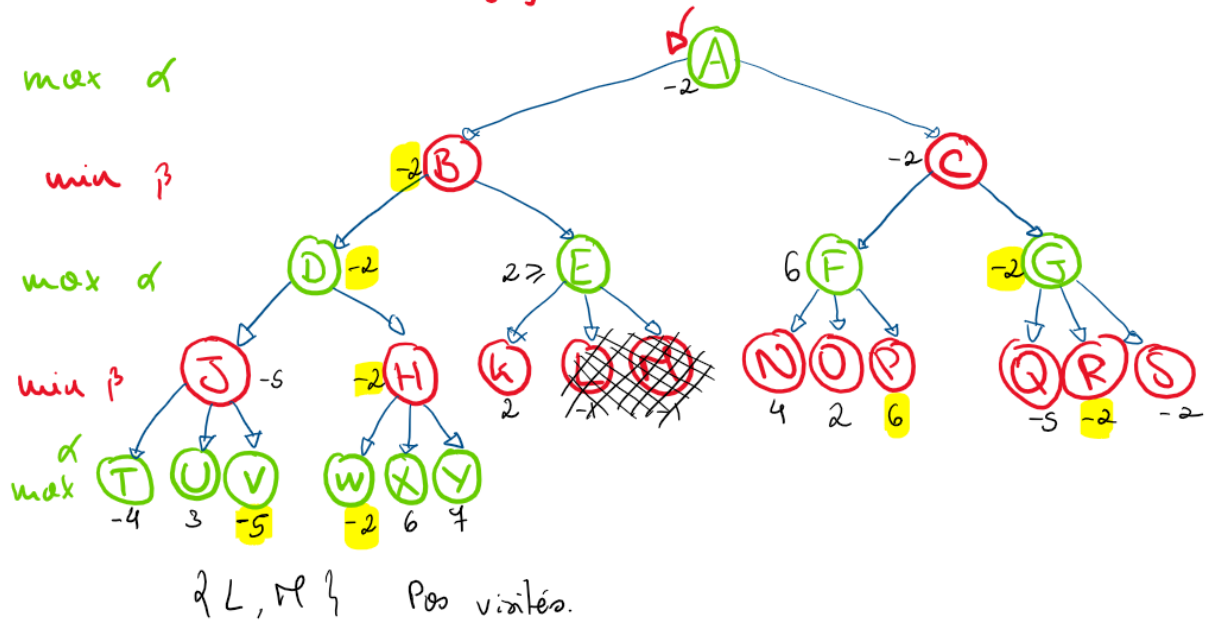 max α
A
-2
min β
-2 B
-2 C
max α
D -2
2 ≥ E
6 F
-2 G
min β
J -5
-2 H
K
L
M
N
O
P
Q
R
S
2
-1
-1
4
2
6
-5
-2
-2
α
max
T
U
V
W
X
Y
-4
3
-5
-2
6
7
{ L, M } Pas visités.